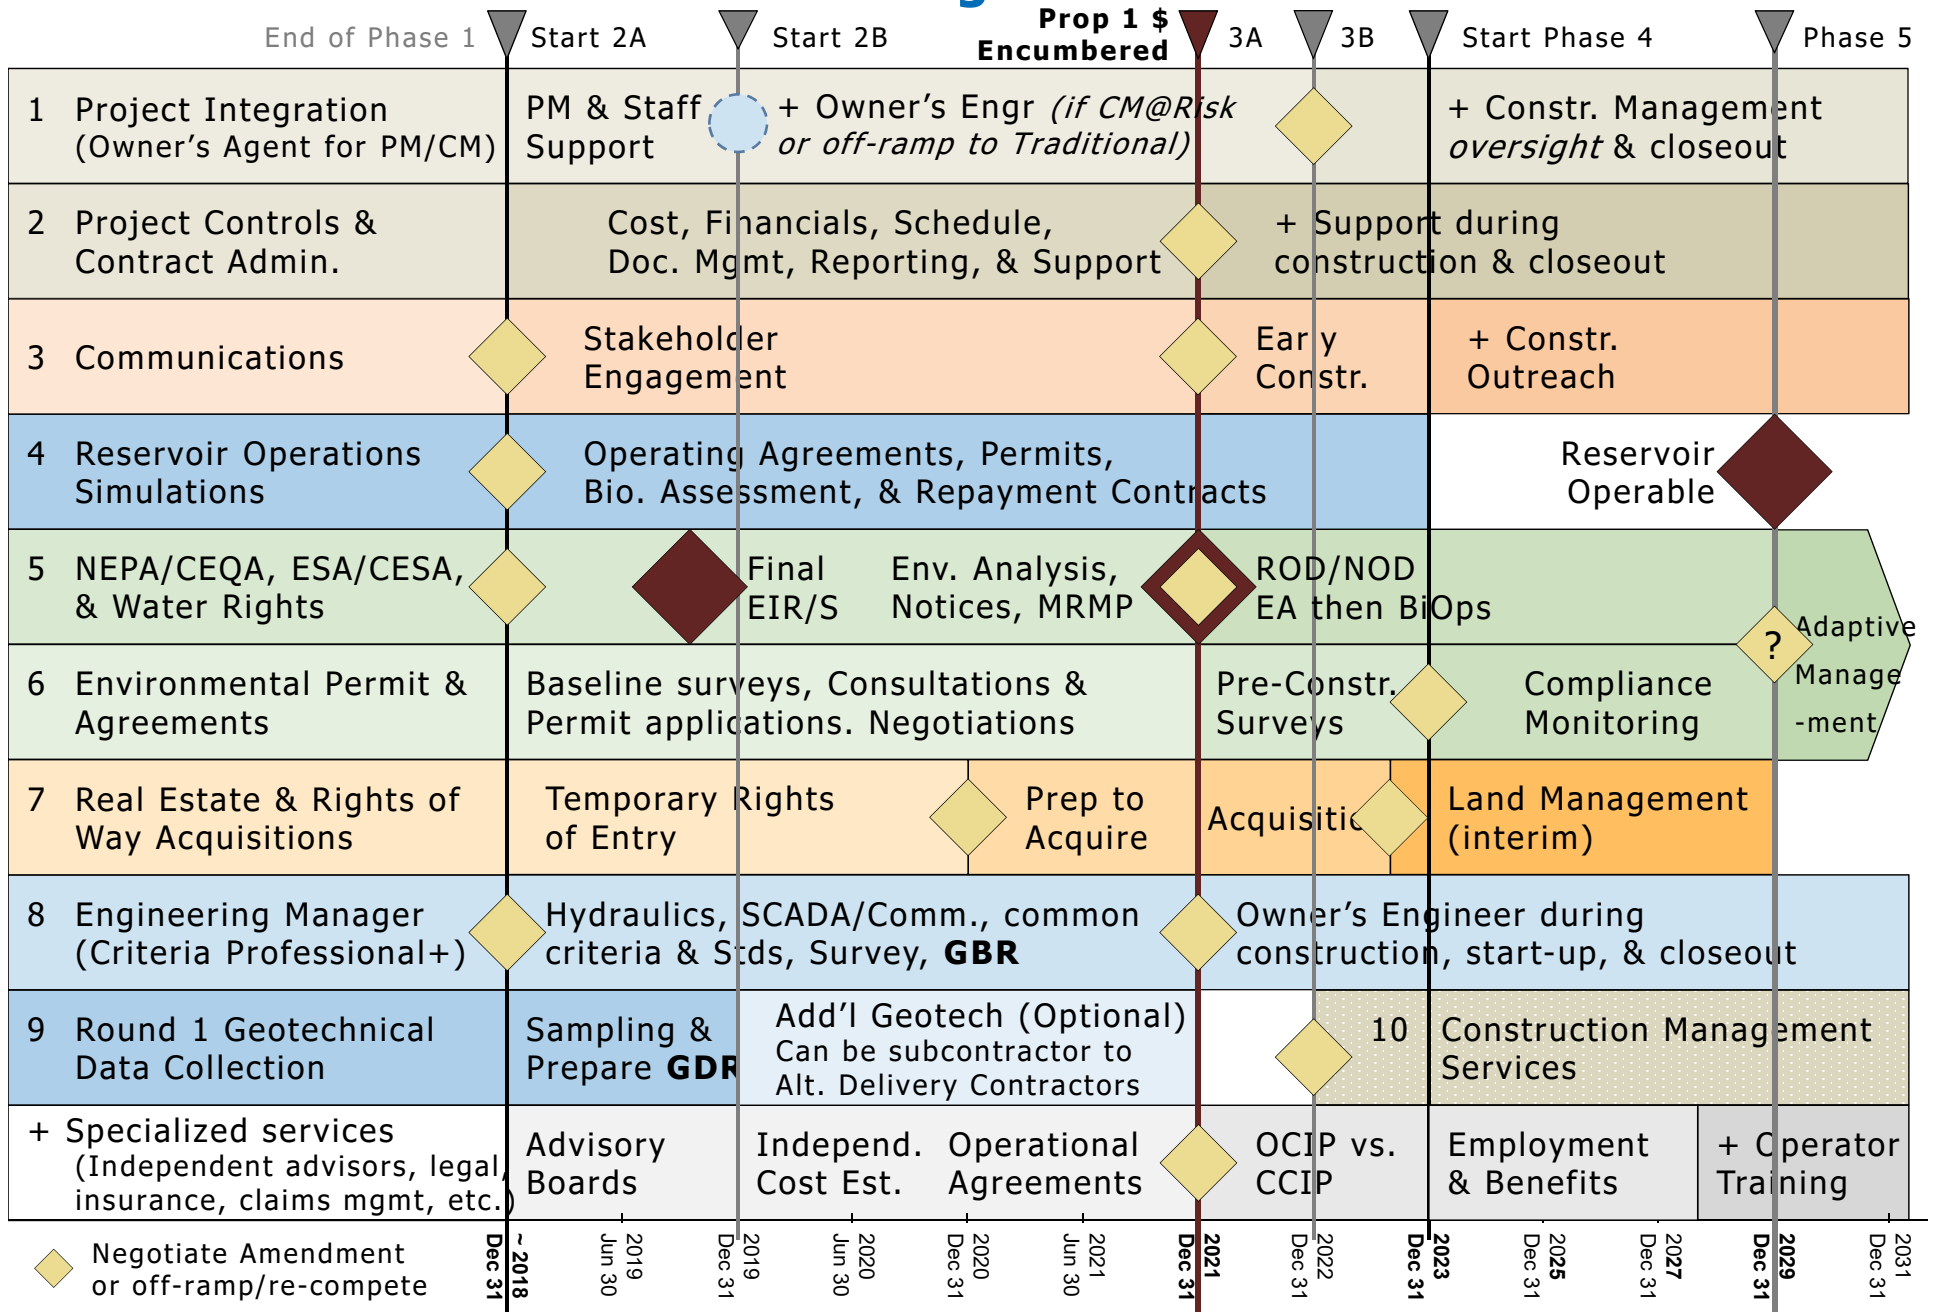 End of Phase 1
Start 2A
Start 2B
Prop 1 $
Encumbered
3A
3B
Start Phase 4
Phase 5
1 Project Integration
(Owner's Agent for PM/CM)
PM & Staff
Support
+ Owner's Engr (if CM@Risk
or off-ramp to Traditional)
+ Constr. Management
oversight & closeout
2 Project Controls &
Contract Admin.
Cost, Financials, Schedule,
Doc. Mgmt, Reporting, & Support
+ Support during
construction & closeout
3 Communications
Stakeholder
Engagement
Early
Constr.
+ Constr.
Outreach
4 Reservoir Operations
Simulations
Operating Agreements, Permits,
Bio. Assessment, & Repayment Contracts
Reservoir
Operable
5 NEPA/CEQA, ESA/CESA,
& Water Rights
Final
EIR/S
Env. Analysis,
Notices, MRMP
ROD/NOD
EA then BiOps
?
Adaptive
Manage
-ment
6 Environmental Permit &
Agreements
Baseline surveys, Consultations &
Permit applications. Negotiations
Pre-Constr.
Surveys
Compliance
Monitoring
7 Real Estate & Rights of
Way Acquisitions
Temporary Rights
of Entry
Prep to
Acquire
Acquisitio
Land Management
(interim)
8 Engineering Manager
(Criteria Professional+)
Hydraulics, SCADA/Comm., common
criteria & Stds, Survey, GBR
Owner's Engineer during
construction, start-up, & closeout
9 Round 1 Geotechnical
Data Collection
Sampling &
Prepare GDR
Add'l Geotech (Optional)
Can be subcontractor to
Alt. Delivery Contractors
10 Construction Management
Services
+ Specialized services
(Independent advisors, legal,
insurance, claims mgmt, etc.)
Advisory
Boards
Independ.
Cost Est.
Operational
Agreements
OCIP vs.
CCIP
Employment
& Benefits
+ Operator
Training
~ 2018
Dec 31
2019
Jun 30
2019
Dec 31
2020
Jun 30
2020
Dec 31
2021
Jun 30
2021
Dec 31
2022
Dec 31
2023
Dec 31
2025
Dec 31
2027
Dec 31
2029
Dec 31
2031
Dec 31
Negotiate Amendment
or off-ramp/re-compete